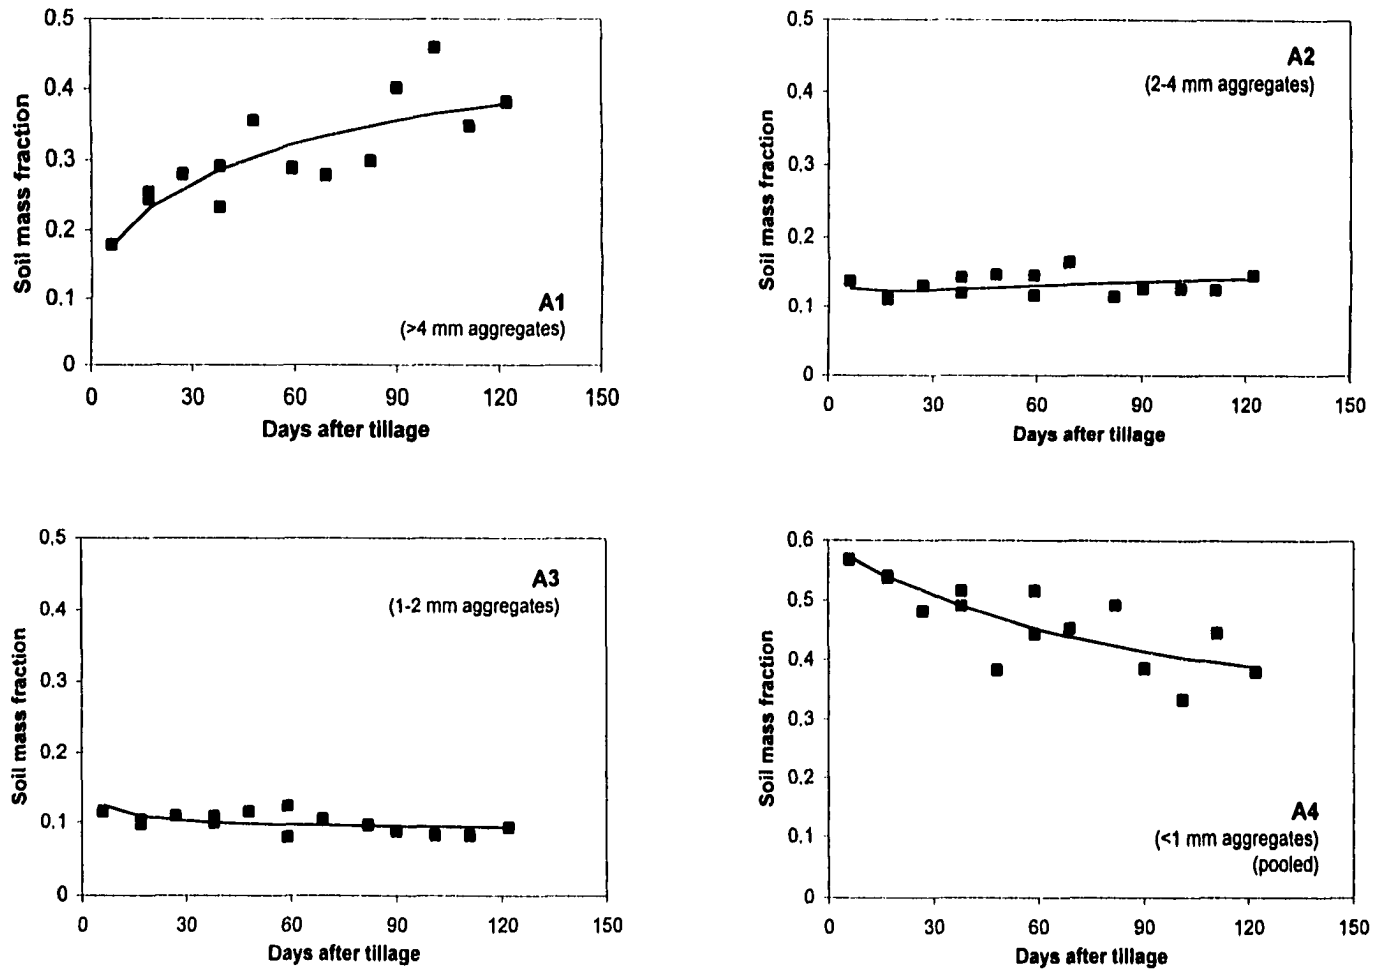 0.5
0.4
0.3
0.2
0.1
0
Soil mass fraction
A1
(>4 mm aggregates)
0 30 60 90 120 150
Days after tillage
0.5
0.4
0.3
0.2
0.1
0
Soil mass fraction
A2
(2-4 mm aggregates)
0 30 60 90 120 150
Days after tillage
0.5
0.4
0.3
0.2
0.1
0
Soil mass fraction
A3
(1-2 mm aggregates)
0 30 60 90 120 150
Days after tillage
0.6
0.5
0.4
0.3
0.2
0.1
0
Soil mass fraction
A4
(<1 mm aggregates)
(pooled)
0 30 60 90 120 150
Days after tillage